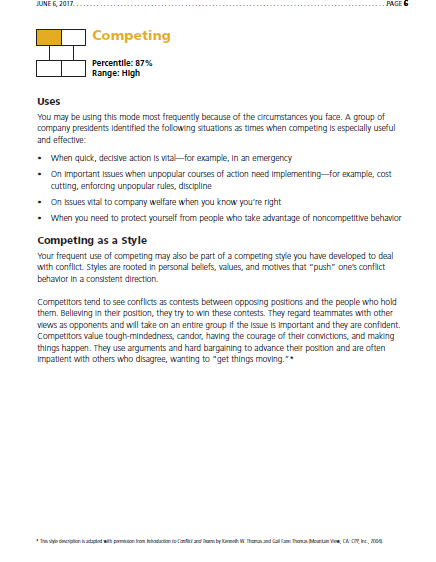 JUNE 6, 2017 PAGE 6
Competing
Percentile: 87%
Range: High
Uses
You may be using this mode most frequently because of the circumstances you face. A group of
company presidents identified the following situations as times when competing is especially useful
and effective:
• When quick, decisive action is vital—for example, in an emergency
• On important issues when unpopular courses of action need implementing—for example, cost
cutting, enforcing unpopular rules, discipline
• On issues vital to company welfare when you know you're right
• When you need to protect yourself from people who take advantage of noncompetitive behavior
Competing as a Style
Your frequent use of competing may also be part of a competing style you have developed to deal
with conflict. Styles are rooted in personal beliefs, values, and motives that “push” one's conflict
behavior in a consistent direction.
Competitors tend to see conflicts as contests between opposing positions and the people who hold
them. Believing in their position, they try to win these contests. They regard teammates with other
views as opponents and will take on an entire group if the issue is important and they are confident.
Competitors value tough-mindedness, candor, having the courage of their convictions, and making
things happen. They use arguments and hard bargaining to advance their position and are often
impatient with others who disagree, wanting to “get things moving.”*
* This style description is adapted with permission from Introduction to Conflict and Teams by Kenneth W. Thomas and Gail Fann Thomas (Mountain View, CA: CPP, Inc., 2004).